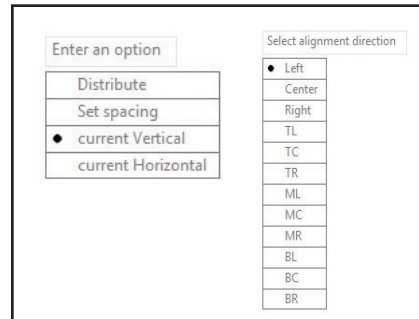 Enter an option
Distribute
Set spacing
current Vertical
current Horizontal
Select alignment direction
Left
Center
Right
TL
TC
TR
ML
MC
MR
BL
BC
BR